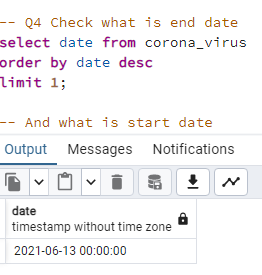 -- Q4 Check what is end date
select date from corona_virus
order by date desc
limit 1;
-- And what is start date
Output Messages Notifications
date
timestamp without time zone
2021-06-13 00:00:00